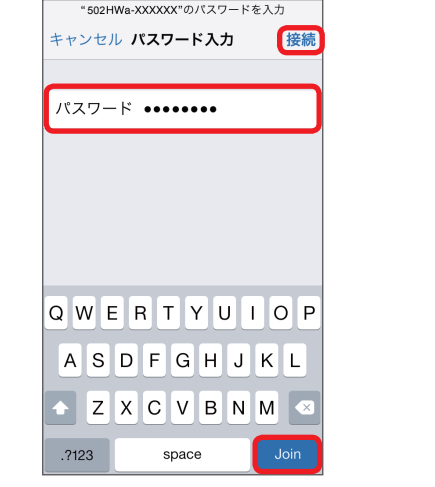 “502HWa-XXXXXX”のパスワードを入力
キャンセル パスワード入力 接続
パスワード ●●●●●●●●
Q W E R T Y U I O P
A S D F G H J K L
Z X C V B N M
.?123 space Join